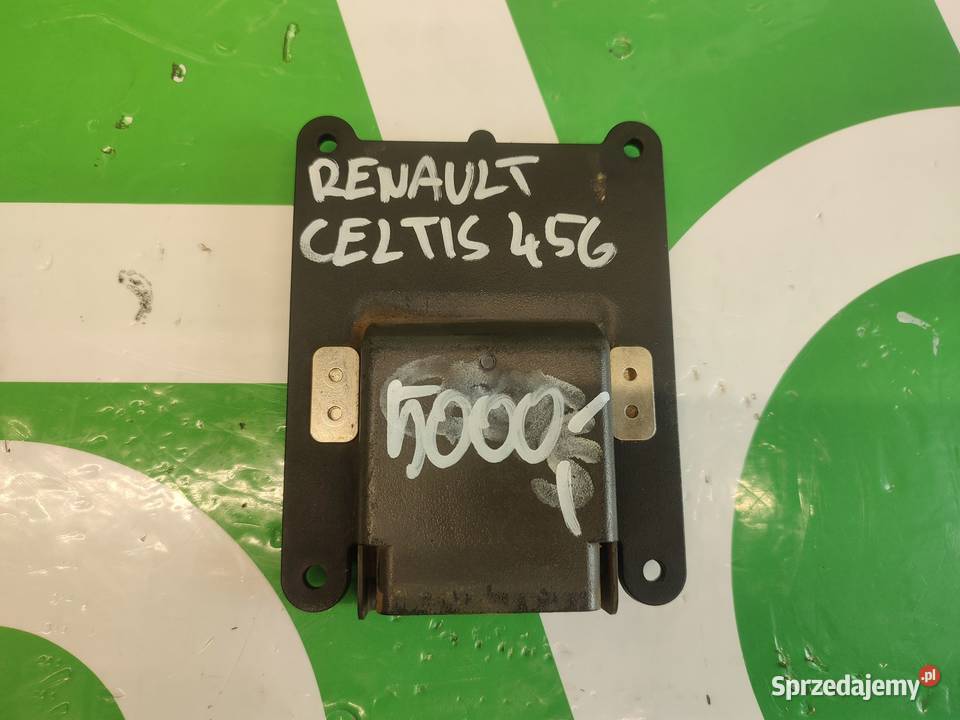 RENAULT
CELTIS 456
5000,-
Sprzedajemy.pl